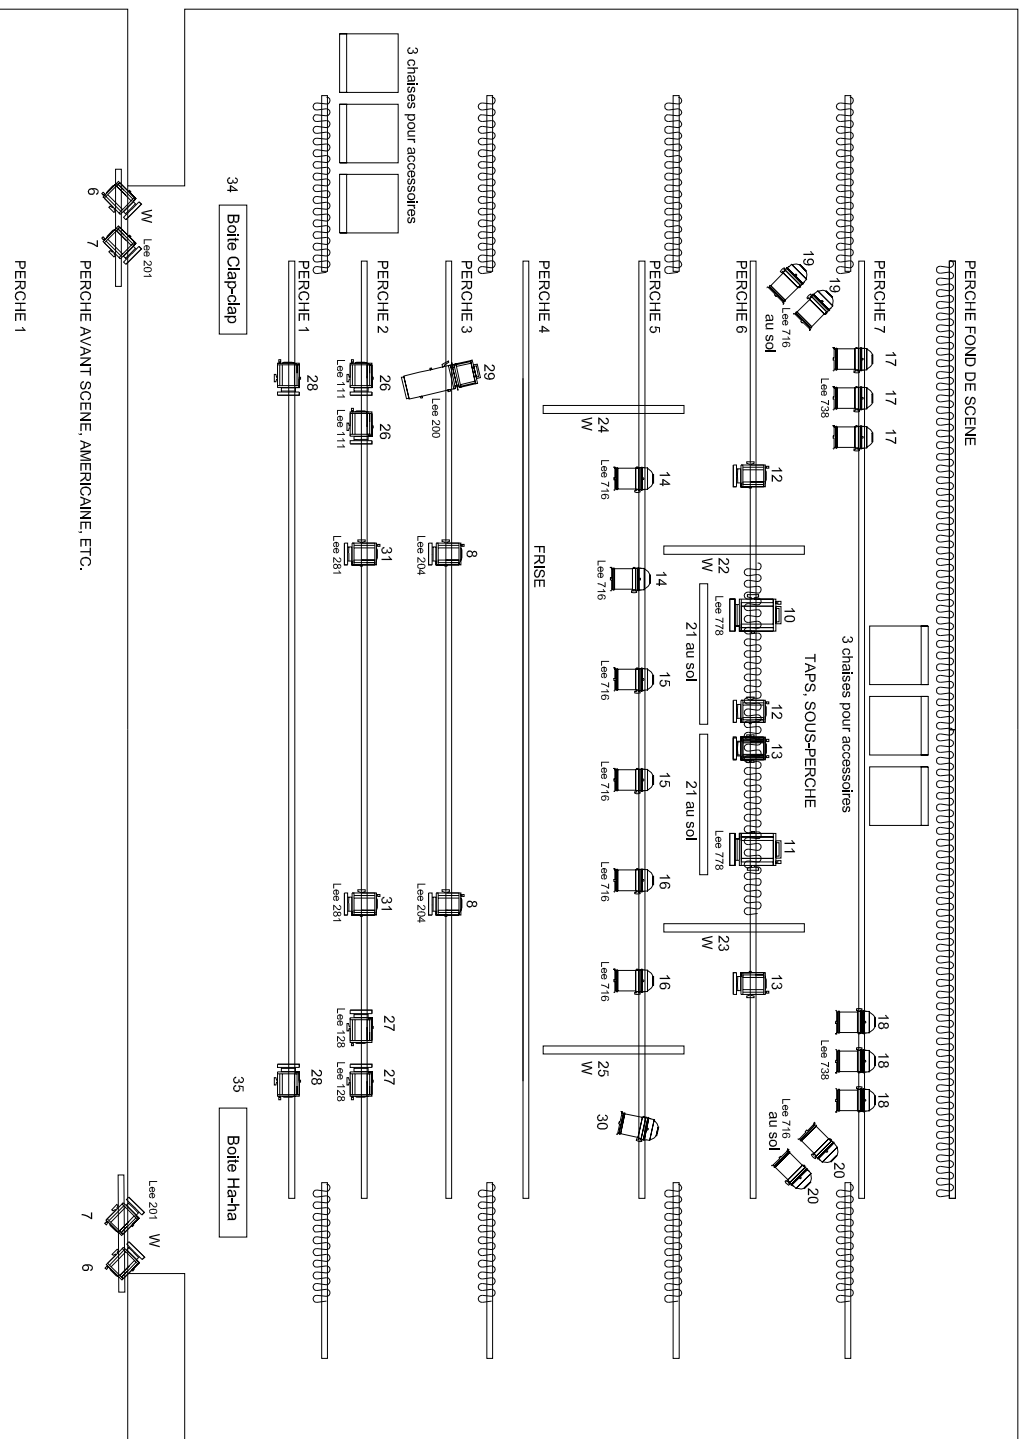 PERCHE FOND DE SCENE
PERCHE 7
17
17
17
18
18
18
Lee 738
Lee 738
3 chaises pour accessoires
19
19
20
20
Lee 716
au sol
Lee 716
au sol
TAPS, SOUS-PERCHE
PERCHE 6
12
10
12
13
11
13
Lee 778
Lee 778
22
W
23
W
21 au sol
21 au sol
PERCHE 5
14
14
15
15
16
16
Lee 716
Lee 716
Lee 716
Lee 716
Lee 716
Lee 716
24
W
25
W
30
PERCHE 4
FRISE
PERCHE 3
29
8
8
Lee 200
Lee 204
Lee 204
3 chaises pour accessoires
PERCHE 2
26
26
31
31
27
27
Lee 111
Lee 111
Lee 281
Lee 281
Lee 128
Lee 128
PERCHE 1
28
28
34
Boite Clap-clap
35
Boite Ha-ha
W
Lee 201
Lee 201
W
6
7
7
6
PERCHE AVANT SCENE, AMERICAINE, ETC.
PERCHE 1